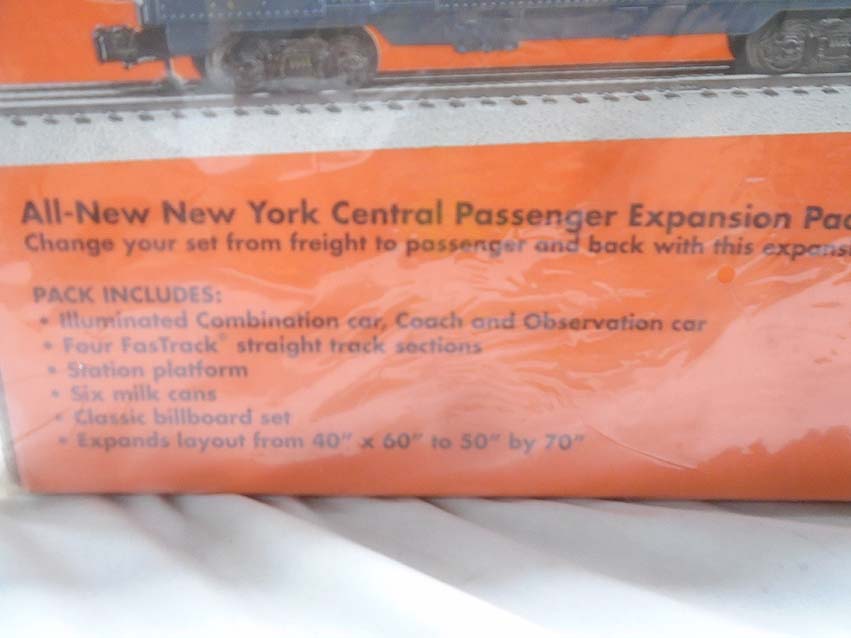 All-New New York Central Passenger Expansion Pac
Change your set from freight to passenger and back with this expans
PACK INCLUDES:
• Illuminated Combination car, Coach and Observation car
• Four FasTrack® straight track sections
• Station platform
• Six milk cans
• Classic billboard set
• Expands layout from 40" x 60" to 50" by 70"